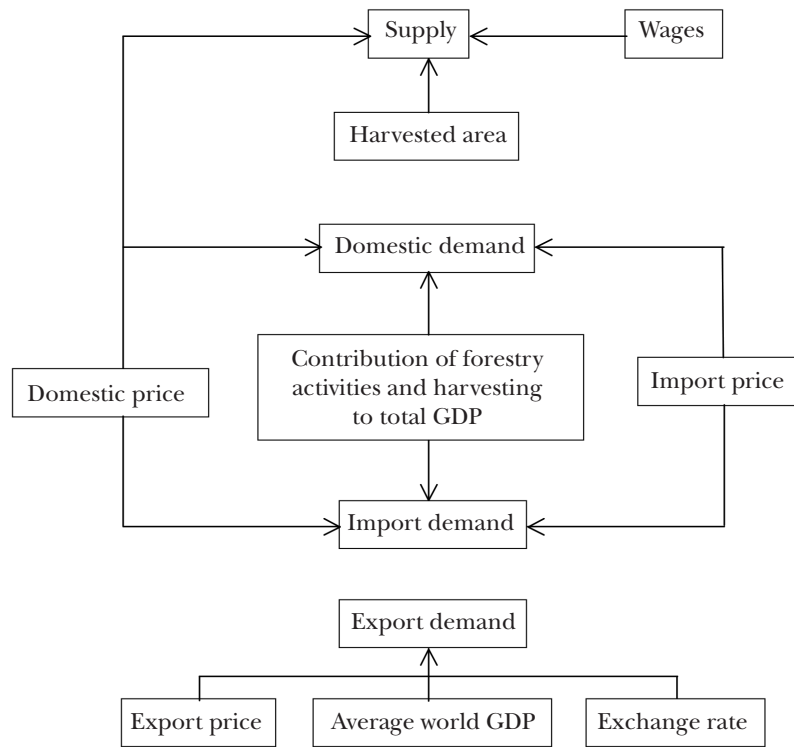 Supply
Wages
Harvested area
Domestic demand
Contribution of forestry
activities and harvesting
to total GDP
Domestic price
Import price
Import demand
Export demand
Export price
Average world GDP
Exchange rate